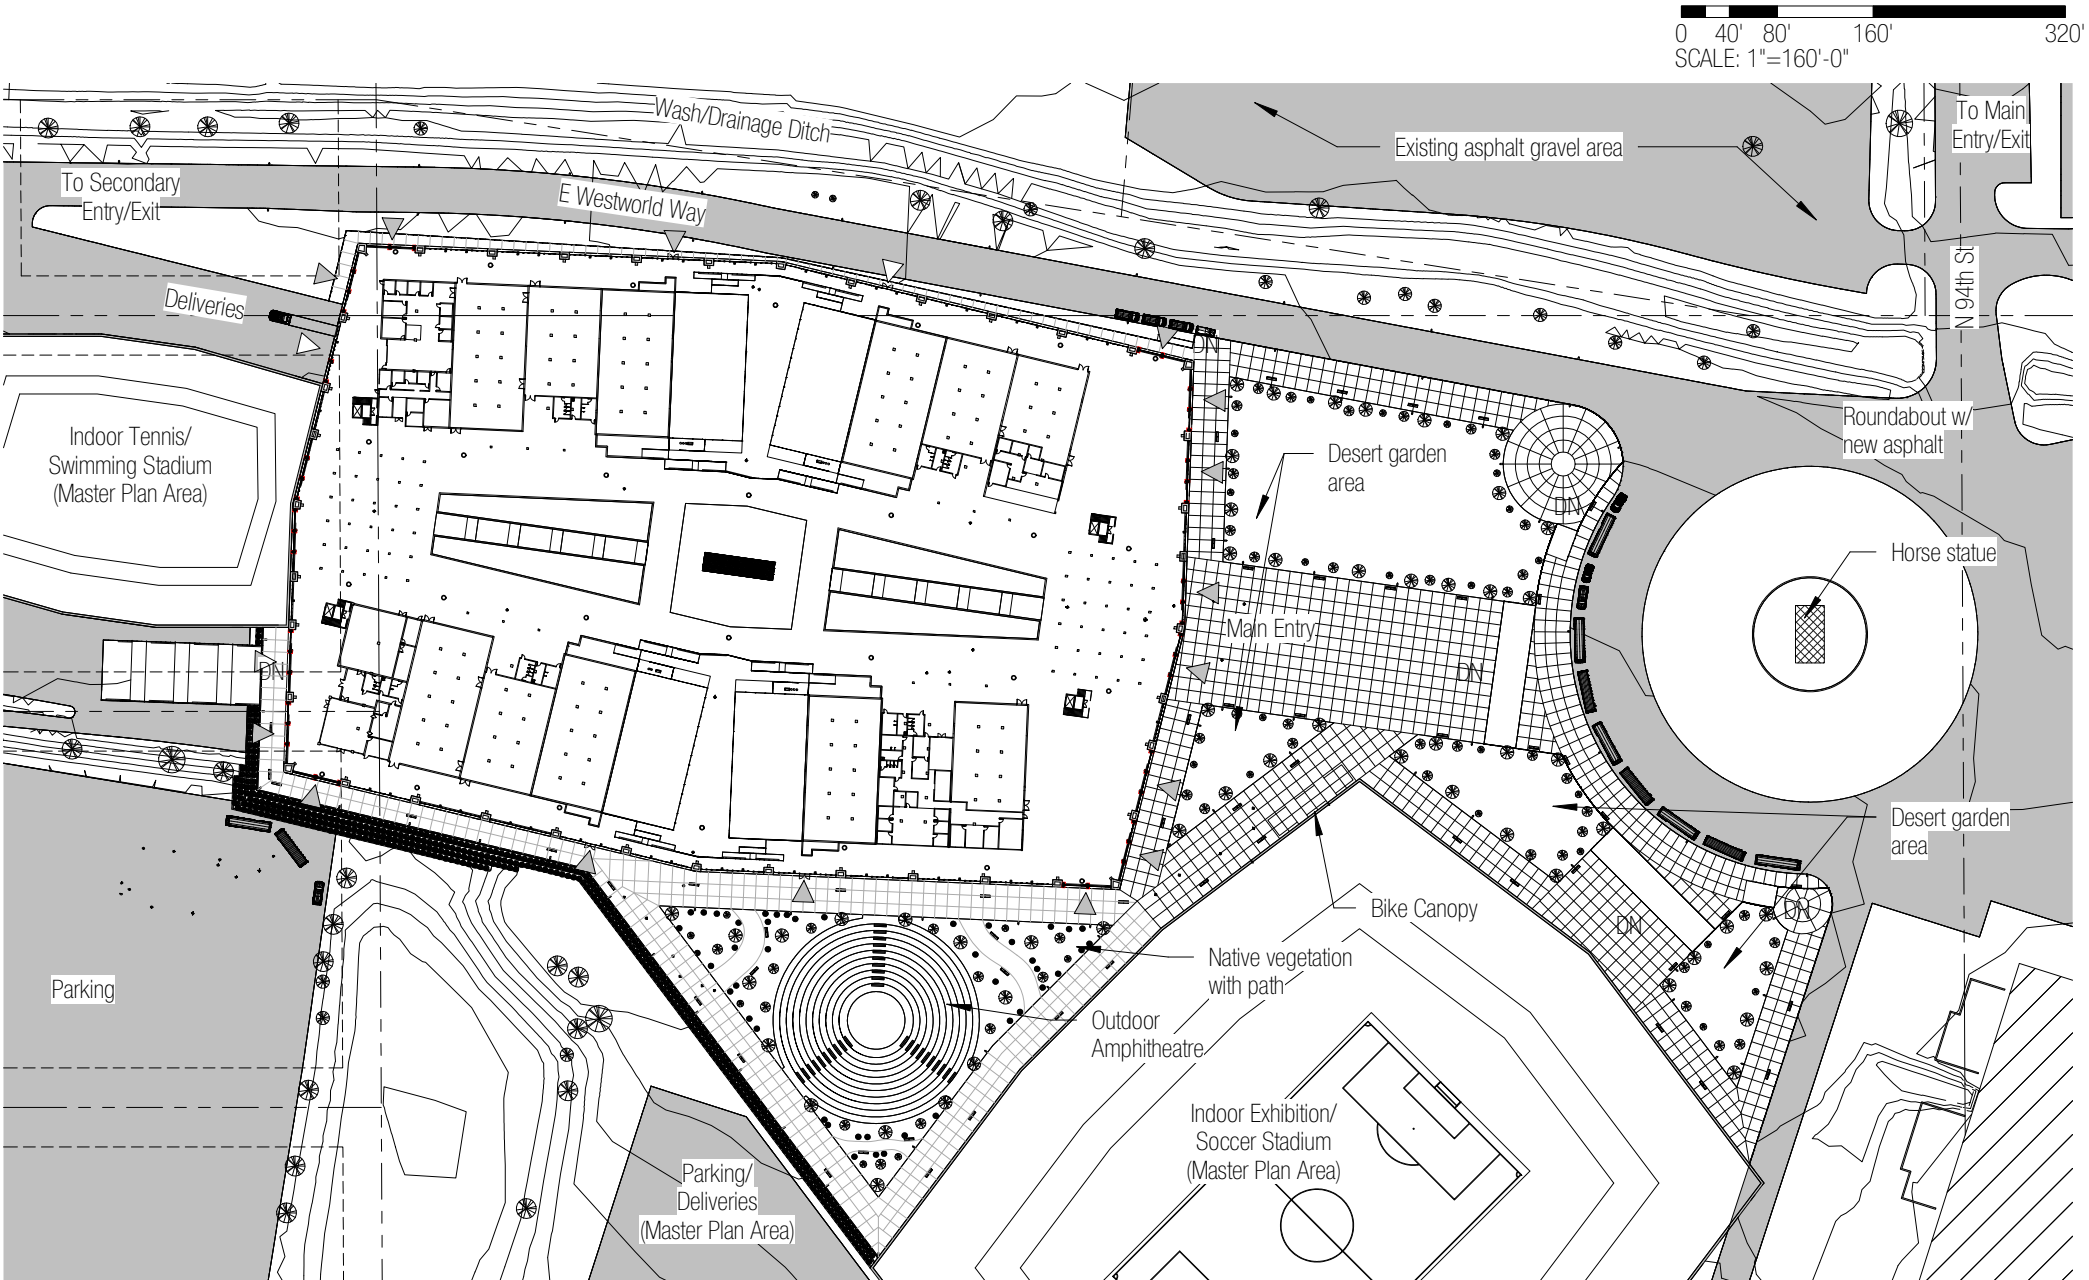 0 40' 80' 160' 320'
SCALE: 1"=160'-0"
Wash/Drainage Ditch
To Main
Entry/Exit
Existing asphalt gravel area
To Secondary
Entry/Exit
E Westworld Way
N 94th St
Deliveries
DN
Roundabout w/
new asphalt
Indoor Tennis/
Swimming Stadium
(Master Plan Area)
Desert garden
area
DN
Horse statue
Main Entry
DN
DN
Desert garden
area
Bike Canopy
DN
DN
Native vegetation
with path
Parking
Outdoor
Amphitheatre
Indoor Exhibition/
Soccer Stadium
(Master Plan Area)
Parking/
Deliveries
(Master Plan Area)